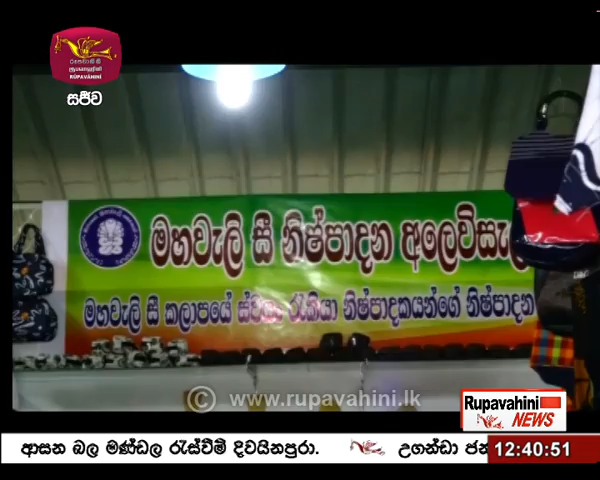 රූපවාහිනී
ரூபவாஹினி
RUPAVAHINI
සජීව
මහවැලි සී නිෂ්පාදන අලෙවිසැල
මහවැලි සී කලාපයේ ස්වයං රැකියා නිෂ්පාදකයන්ගේ නිෂ්පාදන
© www.rupavahini.lk
Rupavahini
NEWS
ආසන බල මණ්ඩල රැස්වීම් දිවයිනපුරා. උගන්ඩා ජන
12:40:51